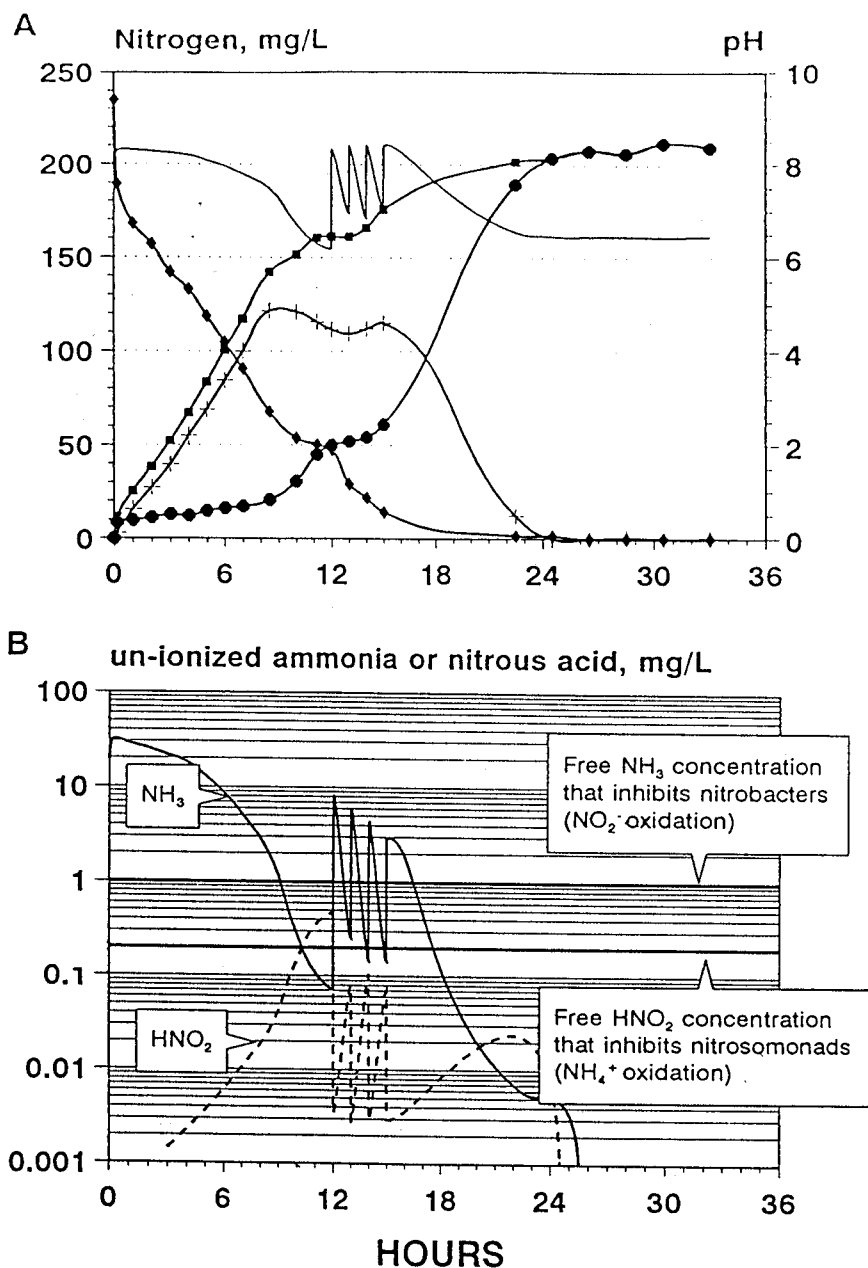 A
Nitrogen, mg/L
pH
250
200
150
100
50
0
10
8
6
4
2
0
0 6 12 18 24 30 36
B
un-ionized ammonia or nitrous acid, mg/L
100
10
1
0.1
0.01
0.001
NH₃
HNO₂
Free NH₃ concentration
that inhibits nitrobacters
(NO₂⁻ oxidation)
Free HNO₂ concentration
that inhibits nitrosomonads
(NH₄⁺ oxidation)
0 6 12 18 24 30 36
HOURS